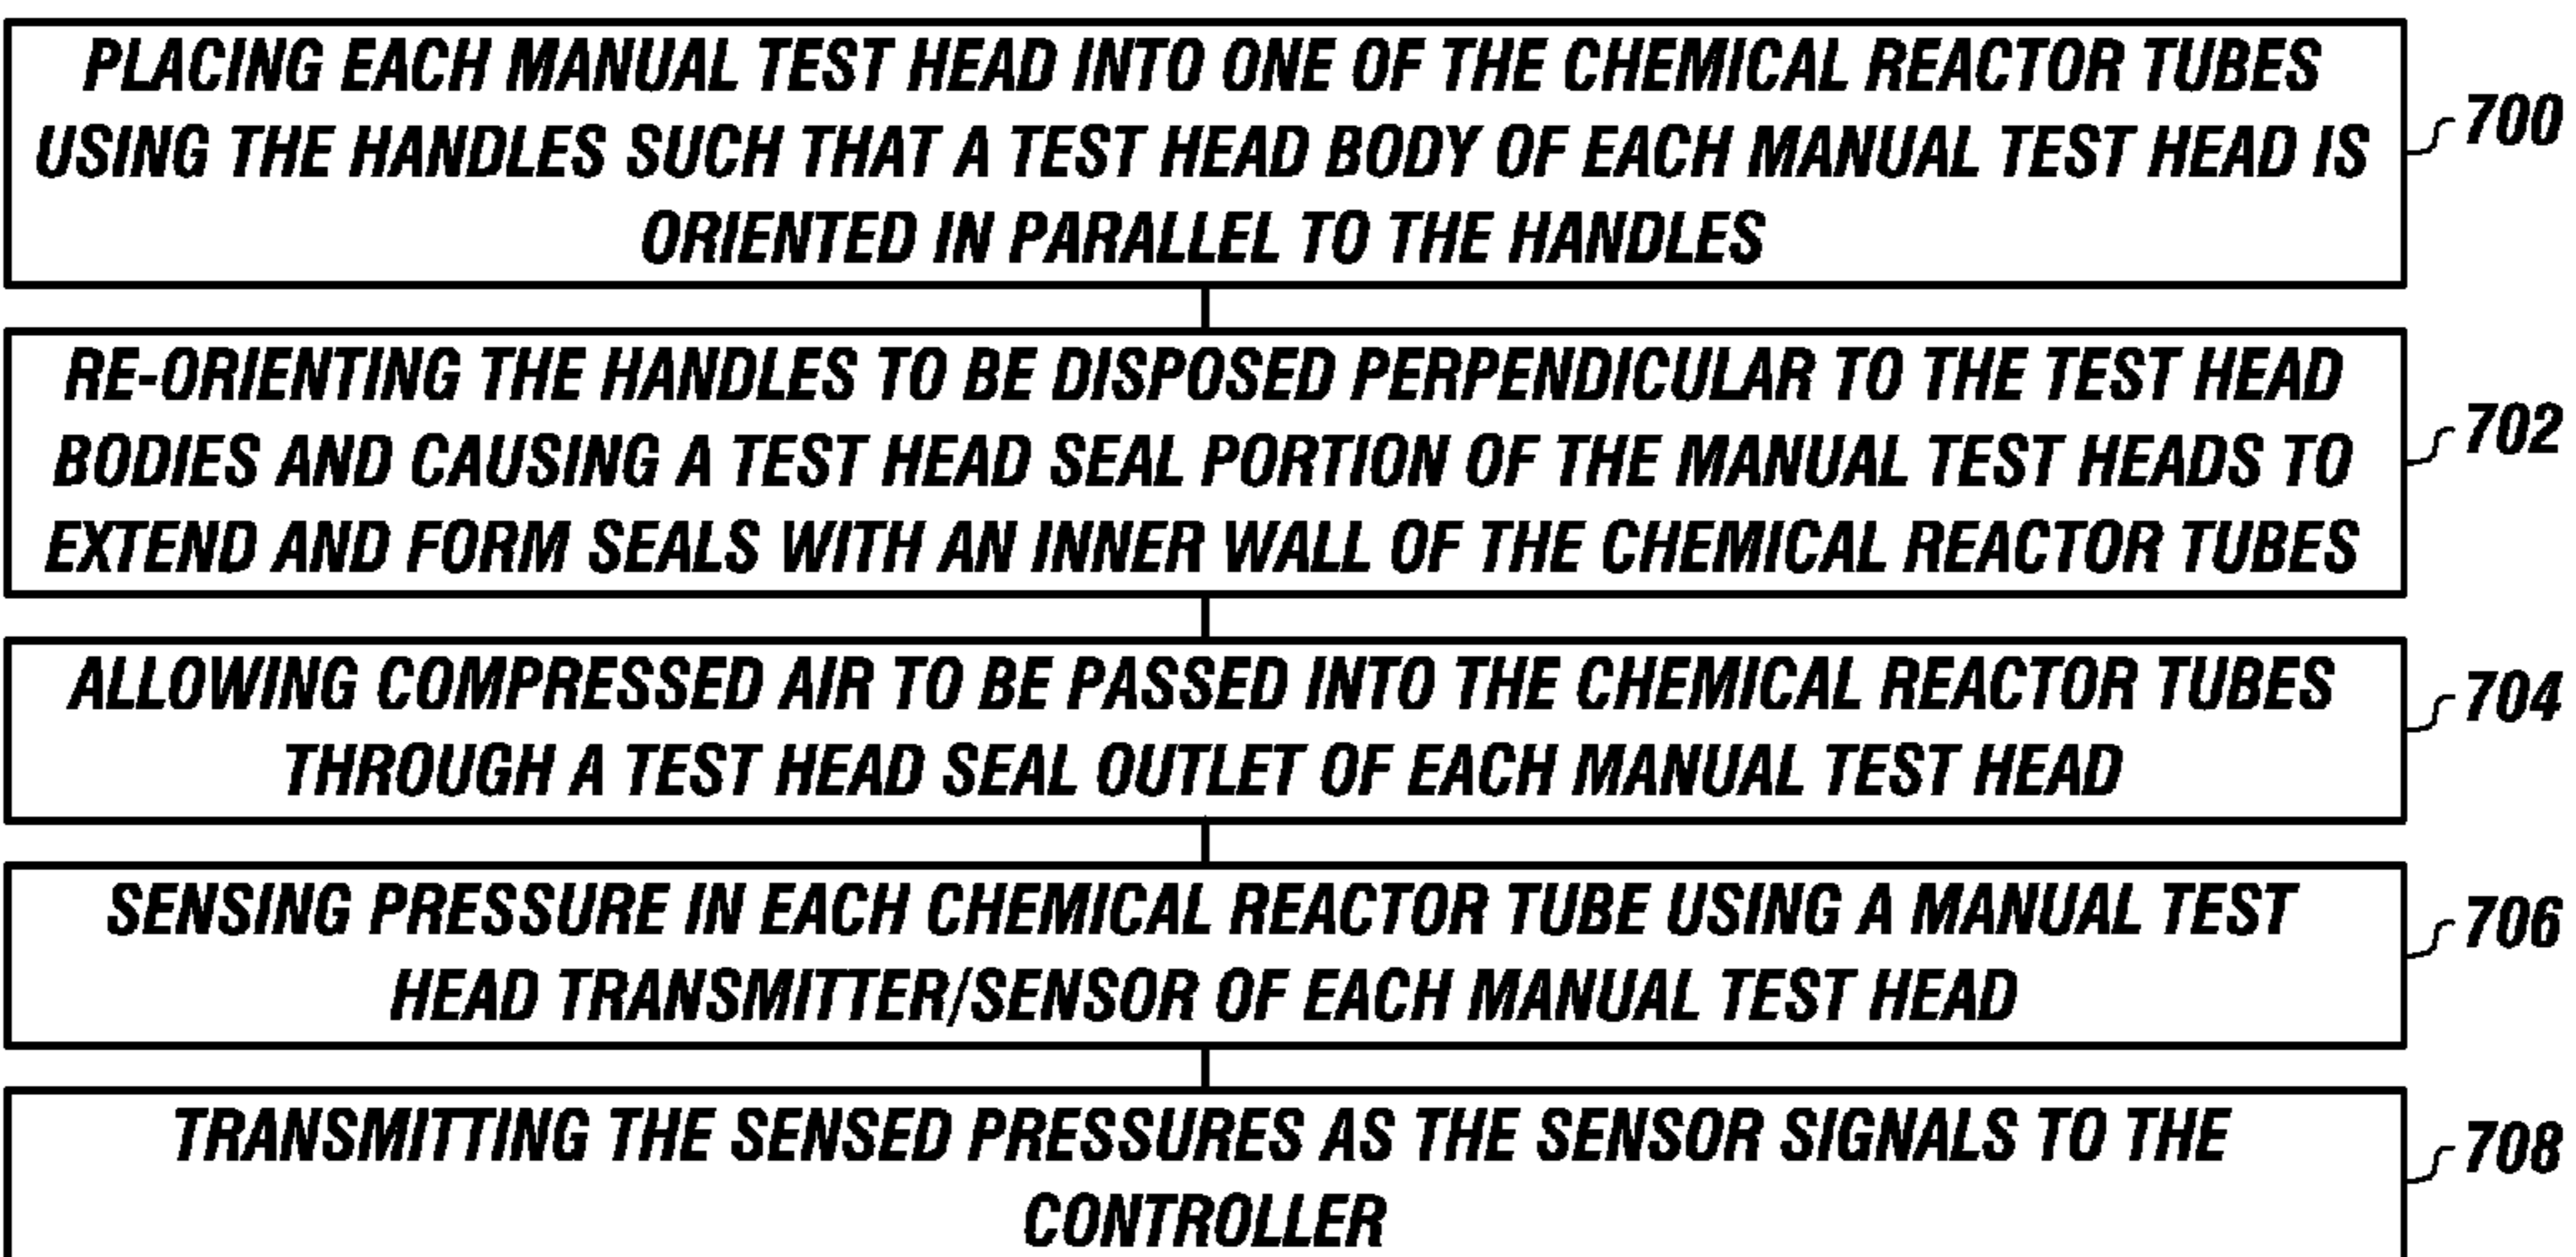 PLACING EACH MANUAL TEST HEAD INTO ONE OF THE CHEMICAL REACTOR TUBES
USING THE HANDLES SUCH THAT A TEST HEAD BODY OF EACH MANUAL TEST HEAD IS
ORIENTED IN PARALLEL TO THE HANDLES
700
RE-ORIENTING THE HANDLES TO BE DISPOSED PERPENDICULAR TO THE TEST HEAD
BODIES AND CAUSING A TEST HEAD SEAL PORTION OF THE MANUAL TEST HEADS TO
EXTEND AND FORM SEALS WITH AN INNER WALL OF THE CHEMICAL REACTOR TUBES
702
ALLOWING COMPRESSED AIR TO BE PASSED INTO THE CHEMICAL REACTOR TUBES
THROUGH A TEST HEAD SEAL OUTLET OF EACH MANUAL TEST HEAD
704
SENSING PRESSURE IN EACH CHEMICAL REACTOR TUBE USING A MANUAL TEST
HEAD TRANSMITTER/SENSOR OF EACH MANUAL TEST HEAD
706
TRANSMITTING THE SENSED PRESSURES AS THE SENSOR SIGNALS TO THE
CONTROLLER
708